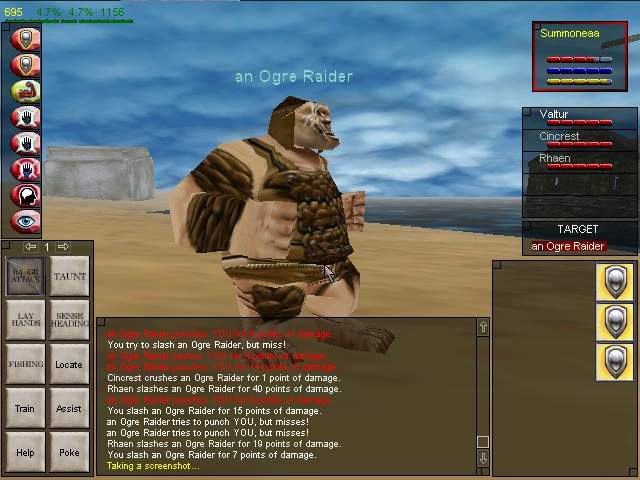 695 4.7% 4.7% 1156
Summoneaa
an Ogre Raider
Valtur
Cincrest
Rhaen
TARGET
an Ogre Raider
1
RANGE ATTACK
TAUNT
LAY HANDS
SENSE HEADING
FISHING
Locate
Train
Assist
Help
Poke
You try to slash an Ogre Raider, but miss!
Cincrest crushes an Ogre Raider for 1 point of damage.
Rhaen slashes an Ogre Raider for 40 points of damage.
You slash an Ogre Raider for 15 points of damage.
an Ogre Raider tries to punch YOU, but misses!
an Ogre Raider tries to punch YOU, but misses!
Rhaen slashes an Ogre Raider for 19 points of damage.
You slash an Ogre Raider for 7 points of damage.
Taking a screenshot...